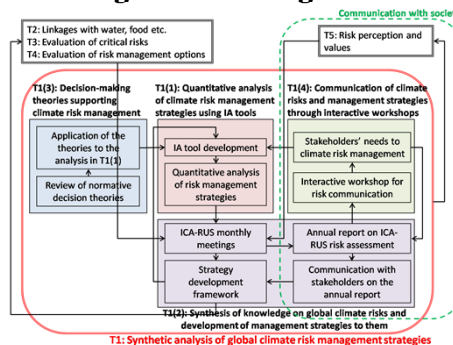 Communication with societ
T2: Linkages with water, food etc.
T3: Evaluation of critical risks
T4: Evaluation of risk management options
T5: Risk perception and
values
T1(3): Decision-making
theories supporting
climate risk management
T1(1): Quantitative analysis
of climate risk management
strategies using IA tools
T1(4): Communication of climate
risks and management strategies
through interactive workshops
Application of the
theories to the
analysis in T1(1)
Review of normative
decision theories
IA tool development
Quantitative analysis
of risk management
strategies
Stakeholders' needs to
climate risk management
Interactive workshop for
risk communication
ICA-RUS monthly
meetings
Strategy
development
framework
Annual report on ICA-
RUS risk assessment
Communication with
stakeholders on the
annual report
T1(2): Synthesis of knowledge on global climate risks and
development of management strategies to them
T1: Synthetic analysis of global climate risk management strategies